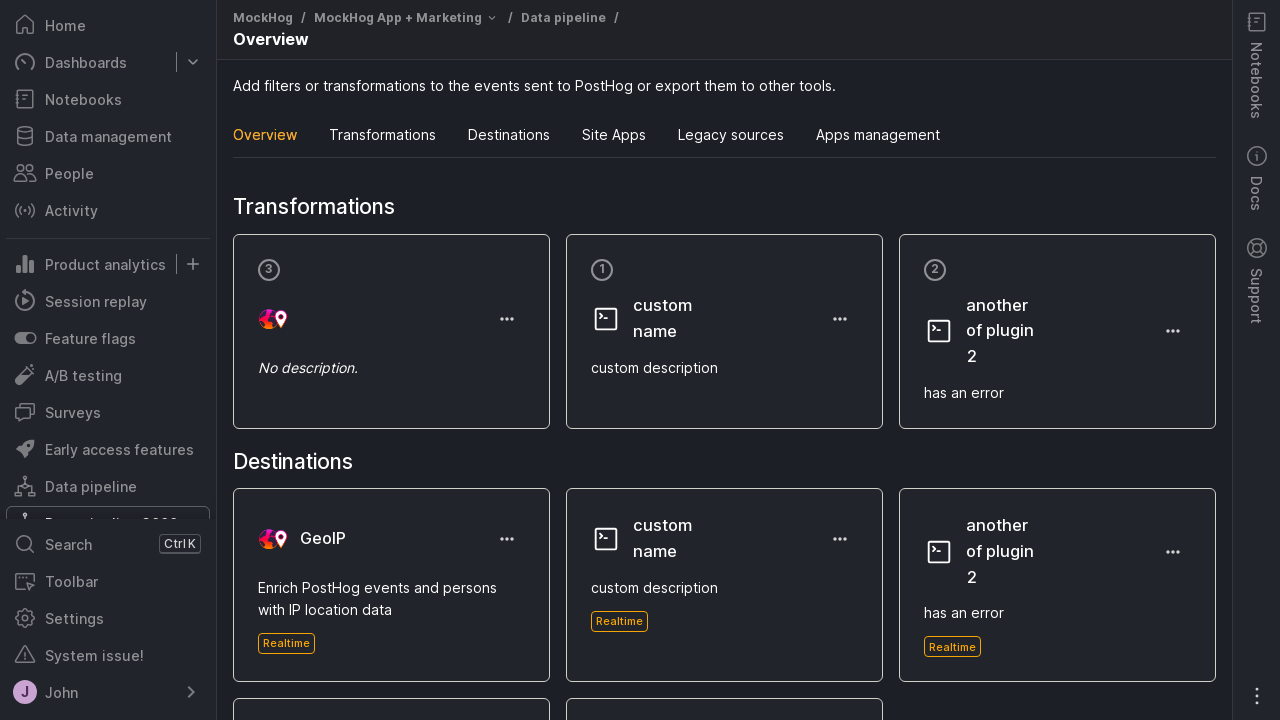 Home
Dashboards
Notebooks
Data management
People
Activity
Product analytics
Session replay
Feature flags
A/B testing
Surveys
Early access features
Data pipeline
Search Ctrl K
Toolbar
Settings
System issue!
J John
MockHog / MockHog App + Marketing / Data pipeline /
Overview
Add filters or transformations to the events sent to PostHog or export them to other tools.
Overview Transformations Destinations Site Apps Legacy sources Apps management
Transformations
3
No description.
1
custom
name
custom description
2
another
of plugin
2
has an error
Destinations
GeoIP
Enrich PostHog events and persons
with IP location data
Realtime
custom
name
custom description
Realtime
another
of plugin
2
has an error
Realtime
Notebooks
Docs
Support